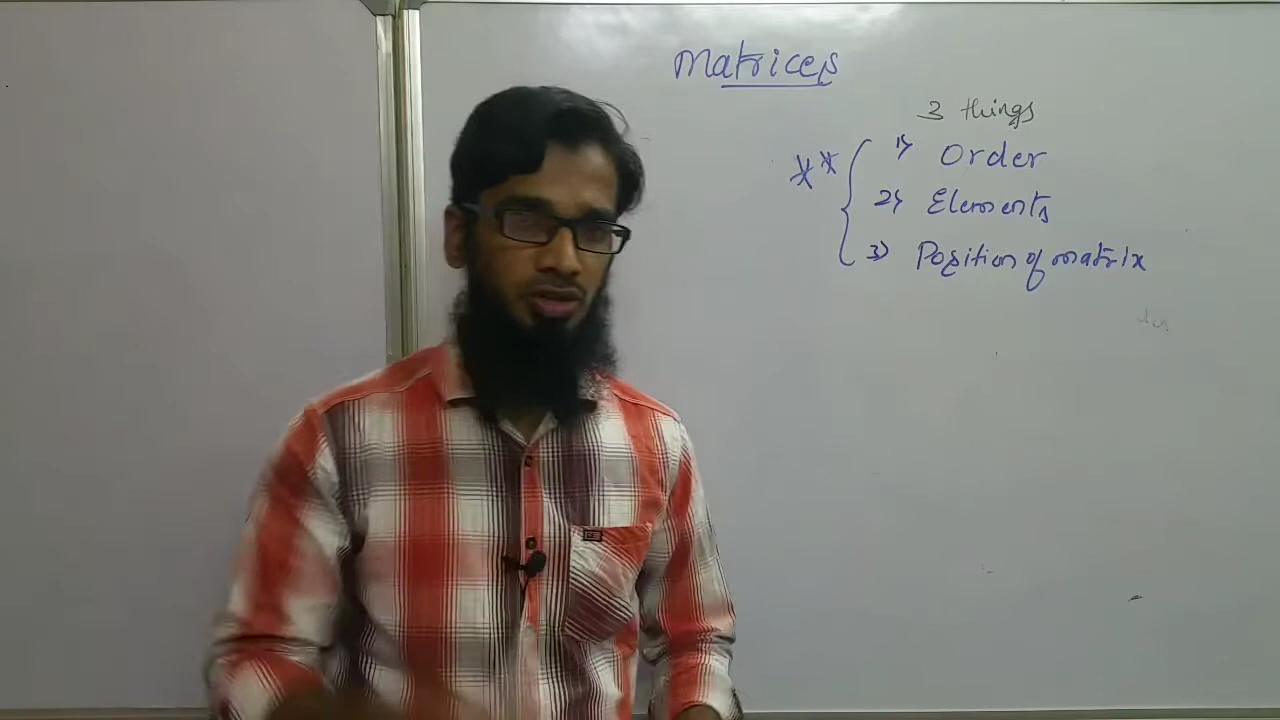 Matrices
3 things
** { 1) Order
2) Elements
3) Position of matrix